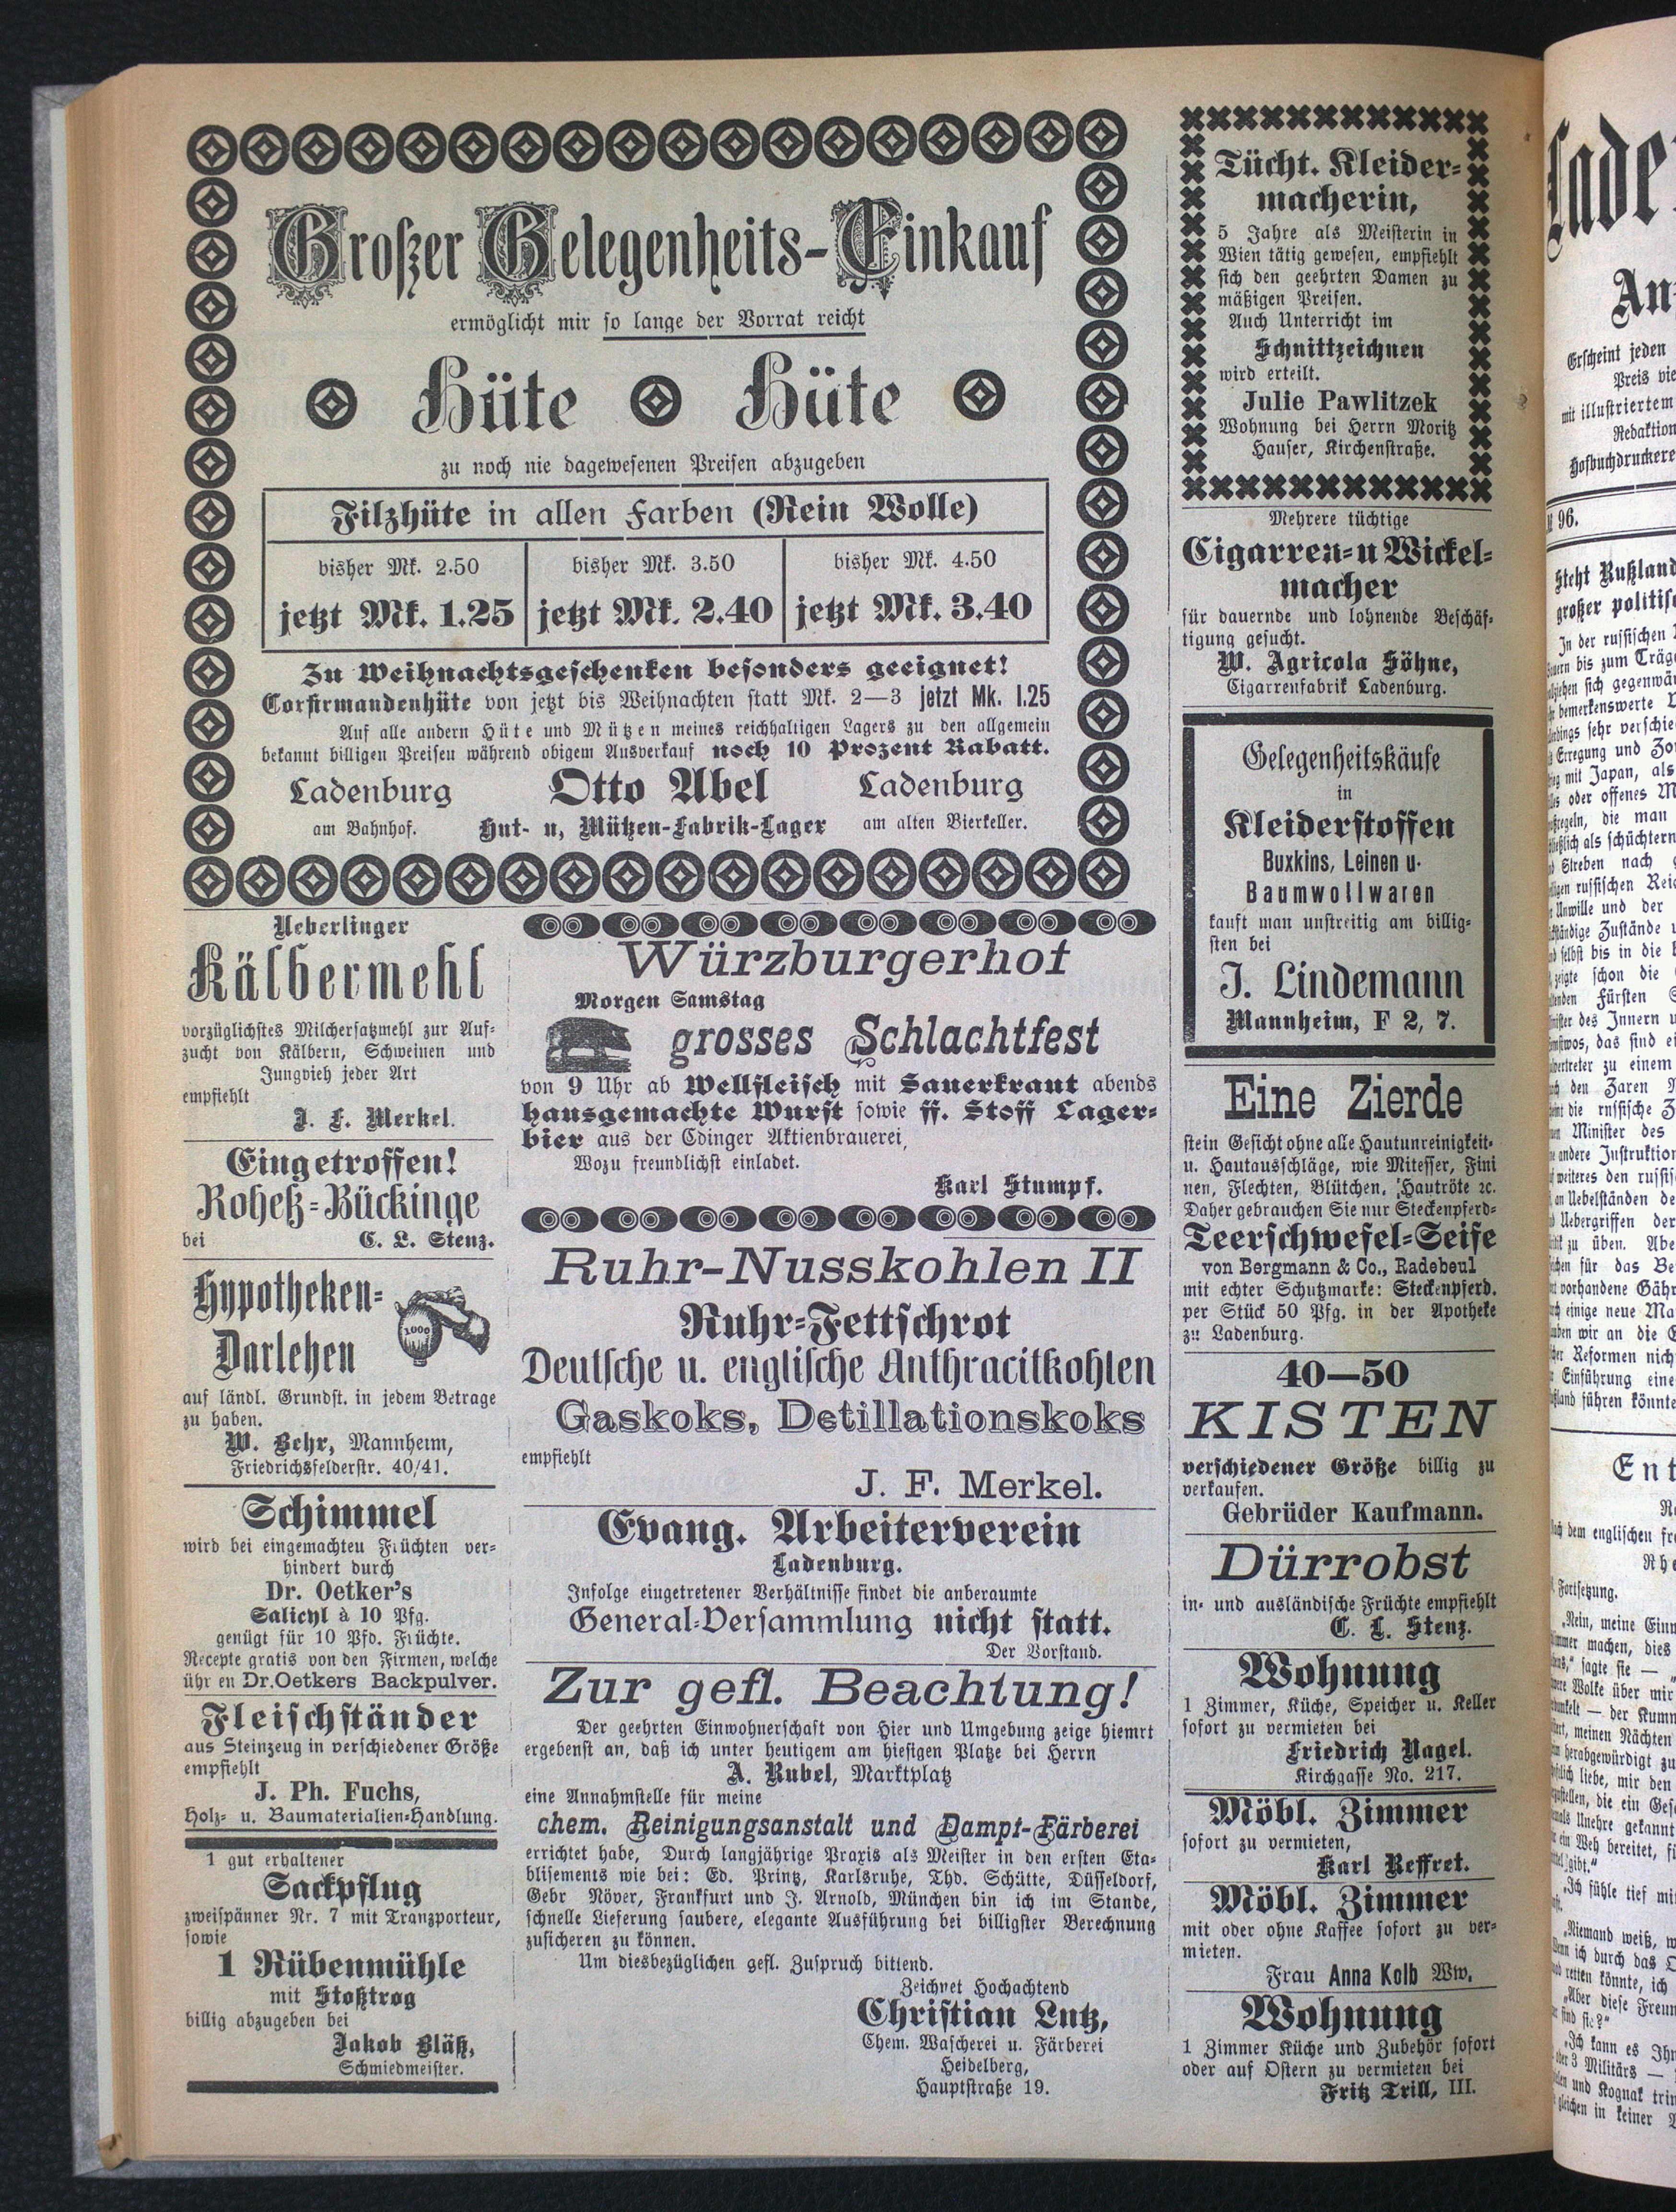 Großer Gelegenheits-Einkauf
ermöglicht mir so lange der Vorrat reicht
Hüte Hüte
zu noch nie dagewesenen Preisen abzugeben
Filzhüte in allen Farben (Rein Wolle)
bisher Mk. 2.50
jetzt Mk. 1.25
bisher Mk. 3.50
jetzt Mk. 2.40
bisher Mk. 4.50
jetzt Mk. 3.40
Zu Weihnachtsgeschenken besonders geeignet!
Corfirmandenhüte von jetzt bis Weihnachten statt Mk. 2—3 jetzt Mk. 1.25
Auf alle andern Hüte und Mützen meines reichhaltigen Lagers zu den allgemein
bekannt billigen Preisen während obigem Ausverkauf noch 10 Prozent Rabatt.
Ladenburg Otto Abel Ladenburg
am Bahnhof. Hut- u, Mützen-Fabrik-Lager am alten Bierkeller.
Ueberlinger
Kälbermehl
vorzüglichstes Milchersatzmehl zur Auf-
zucht von Kälbern, Schweinen und
Jungvieh jeder Art
empfiehlt
J. F. Merkel.
Eingetroffen!
Roheß-Bückinge
bei C. L. Stenz.
Hypotheken-
Darlehen
1000
auf ländl. Grundst. in jedem Betrage
zu haben.
W. Behr, Mannheim,
Friedrichsfelderstr. 40/41.
Schimmel
wird bei eingemachten Früchten ver-
hindert durch
Dr. Oetker's
Salicyl à 10 Pfg.
genügt für 10 Pfd. Früchte.
Recepte gratis von den Firmen, welche
ühr en Dr.Oetkers Backpulver.
Fleischständer
aus Steinzeug in verschiedener Größe
empfiehlt
J. Ph. Fuchs,
Holz- u. Baumaterialien-Handlung.
1 gut erhaltener
Sackpflug
zweispänner Nr. 7 mit Tranzporteur,
sowie
1 Rübenmühle
mit Stoßtrog
billig abzugeben bei
Jakob Bläß,
Schmiedmeister.
Würzburgerhof
Morgen Samstag
grosses Schlachtfest
von 9 Uhr ab Wellfleisch mit Sauerkraut abends
hausgemachte Wurst sowie ff. Stoff Lager-
bier aus der Edinger Aktienbrauerei,
Wozu freundlichst einladet.
Karl Stumpf.
Ruhr-Nusskohlen II
Ruhr-Fettschrot
Deutsche u. englische Anthracitkohlen
Gaskoks, Detillationskoks
empfiehlt
J. F. Merkel.
Evang. Arbeiterverein
Ladenburg.
Infolge eingetretener Verhältnisse findet die anberaumte
General-Versammlung nicht statt.
Der Vorstand.
Zur gefl. Beachtung!
Der geehrten Einwohnerschaft von Hier und Umgebung zeige hiemrt
ergebenst an, daß ich unter heutigem am hiesigen Platze bei Herrn
A. Rubel, Marktplatz
eine Annahmstelle für meine
chem. Reinigungsanstalt und Dampf-Färberei
errichtet habe, Durch langjährige Praxis als Meister in den ersten Eta-
blisements wie bei: Ed. Printz, Karlsruhe, Thd. Schütte, Düsseldorf,
Gebr Röver, Frankfurt und J. Arnold, München bin ich im Stande,
schnelle Lieferung saubere, elegante Ausführung bei billigster Berechnung
zusicheren zu können.
Um diesbezüglichen gefl. Zuspruch bittend.
Zeichnet Hochachtend
Christian Lutz,
Chem. Wascherei u. Färberei
Heidelberg,
Hauptstraße 19.
Tücht. Kleider-
macherin,
5 Jahre als Meisterin in
Wien tätig gewesen, empfiehlt
sich den geehrten Damen zu
mäßigen Preisen.
Auch Unterricht im
Schnittzeichnen
wird erteilt.
Julie Pawlitzek
Wohnung bei Herrn Moritz
Hauser, Kirchenstraße.
Mehrere tüchtige
Cigarren-u Wickel-
macher
für dauernde und lohnende Beschäf-
tigung gesucht.
W. Agricola Söhne,
Cigarrenfabrik Ladenburg.
Gelegenheitskäufe
in
Kleiderstoffen
Buxkins, Leinen u.
Baumwollwaren
kauft man unstreitig am billig-
sten bei
J. Lindemann
Mannheim, F 2, 7.
Eine Zierde
stein Gesicht ohne alle Hautunreinigkeit-
u. Hautausschläge, wie Mitesser, Fini
nen, Flechten, Blütchen, Hautröte ꝛc.
Daher gebrauchen Sie nur Steckenpferd-
Teerschwefel-Seife
von Bergmann & Co., Radebeul
mit echter Schutzmarke: Steckenpferd.
per Stück 50 Pfg. in der Apotheke
zu Ladenburg.
40—50
KISTEN
verschiedener Größe billig zu
verkaufen.
Gebrüder Kaufmann.
Dürrobst
in- und ausländische Früchte empfiehlt
C. L. Stenz.
Wohnung
1 Zimmer, Küche, Speicher u. Keller
sofort zu vermieten bei
Friedrich Nagel.
Kirchgasse No. 217.
Möbl. Zimmer
sofort zu vermieten,
Karl Reffret.
Möbl. Zimmer
mit oder ohne Kaffee sofort zu ver-
mieten.
Frau Anna Kolb Ww.
Wohnung
1 Zimmer Küche und Zubehör sofort
oder auf Ostern zu vermieten bei
Fritz Trill, III.
Erscheint jeden
mit illustriertem
96.